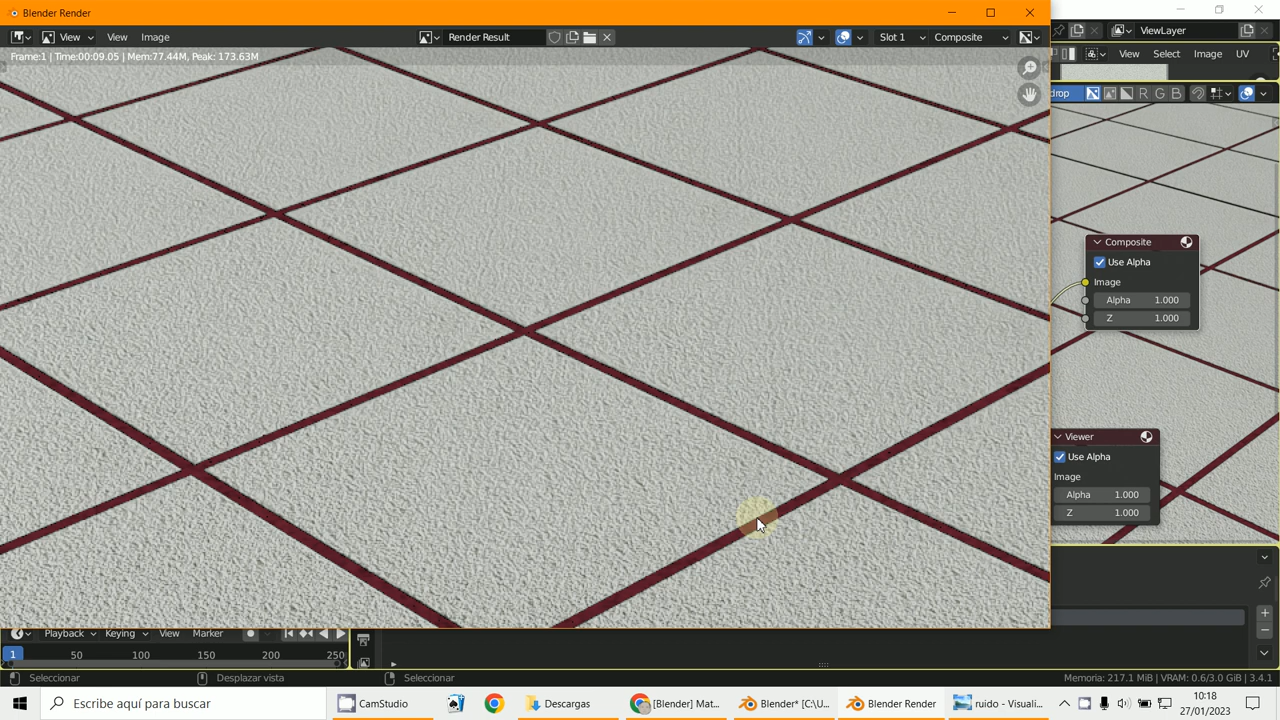 Blender Render
View View Image Render Result Slot 1 Composite ViewLayer
View Select Image UV
Frame:1 | Time:00:09.05 | Mem:77.44M, Peak: 173.63M
drop R G B
Composite
Use Alpha
Image
Alpha 1.000
Z 1.000
Viewer
Use Alpha
Image
Alpha 1.000
Z 1.000
Playback Keying View Marker
1 50 100 150 200 250
Seleccionar Desplazar vista Seleccionar Memoria: 217.1 MiB | VRAM: 0.6/3.0 GiB | 3.4.1
Escribe aquí para buscar CamStudio Descargas [Blender] Mat... Blender* [C:\U... Blender Render ruido - Visuali...
10:18
27/01/2023